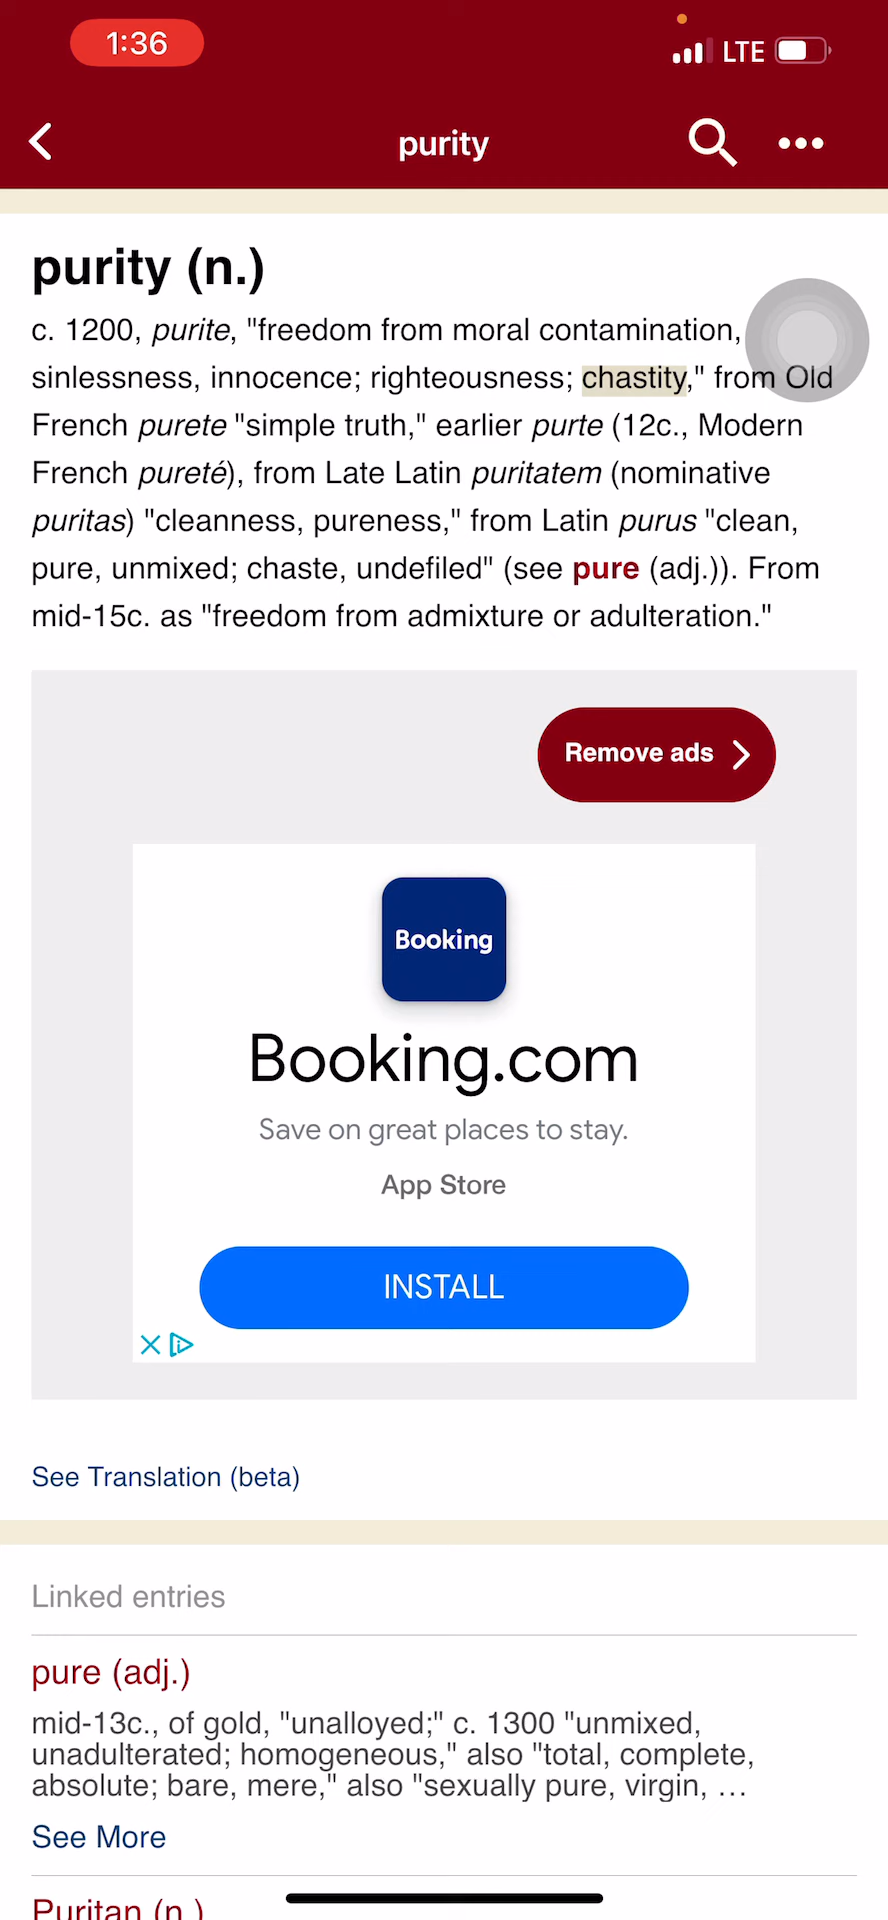 1:36
LTE
purity
purity (n.)
c. 1200, purite, "freedom from moral contamination,
sinlessness, innocence; righteousness; chastity," from Old
French purete "simple truth," earlier purte (12c., Modern
French pureté), from Late Latin puritatem (nominative
puritas) "cleanness, pureness," from Latin purus "clean,
pure, unmixed; chaste, undefiled" (see pure (adj.)). From
mid-15c. as "freedom from admixture or adulteration."
Remove ads
Booking
Booking.com
Save on great places to stay.
App Store
INSTALL
See Translation (beta)
Linked entries
pure (adj.)
mid-13c., of gold, "unalloyed;" c. 1300 "unmixed,
unadulterated; homogeneous," also "total, complete,
absolute; bare, mere," also "sexually pure, virgin, …
See More
Puritan (n.)